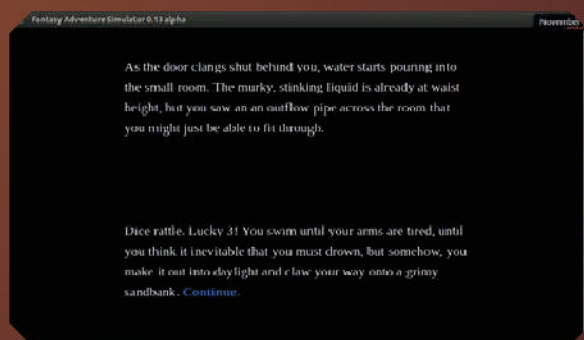 Fantasy Adventure Simulator 0.13 alpha
November
As the door clangs shut behind you, water starts pouring into
the small room. The murky, stinking liquid is already at waist
height, but you saw an an outflow pipe across the room that
you might just be able to fit through.
Dice rattle. Lucky 3! You swim until your arms are tired, until
you think it inevitable that you must drown, but somehow, you
make it out into daylight and claw your way onto a grimy
sandbank. Continue.